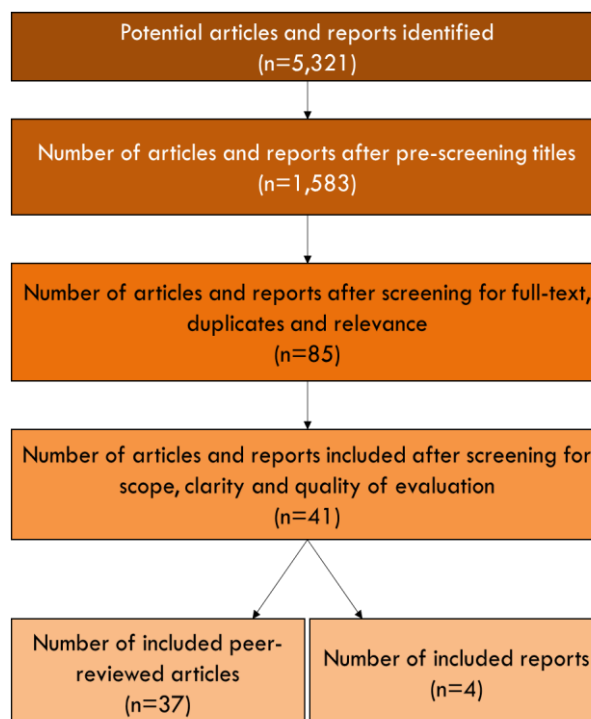 Potential articles and reports identified
(n=5,321)
Number of articles and reports after pre-screening titles
(n=1,583)
Number of articles and reports after screening for full-text,
duplicates and relevance
(n=85)
Number of articles and reports included after screening for
scope, clarity and quality of evaluation
(n=41)
Number of included peer-
reviewed articles
(n=37)
Number of included reports
(n=4)